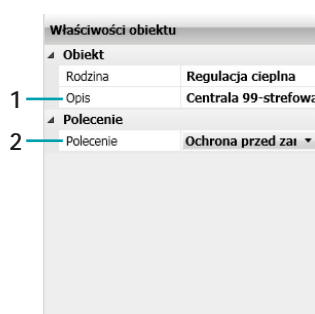 Właściwości obiektu
Obiekt
Rodzina Regulacja cieplna
1 Opis Centrala 99-strefowa
Polecenie
2 Polecenie Ochrona przed zar